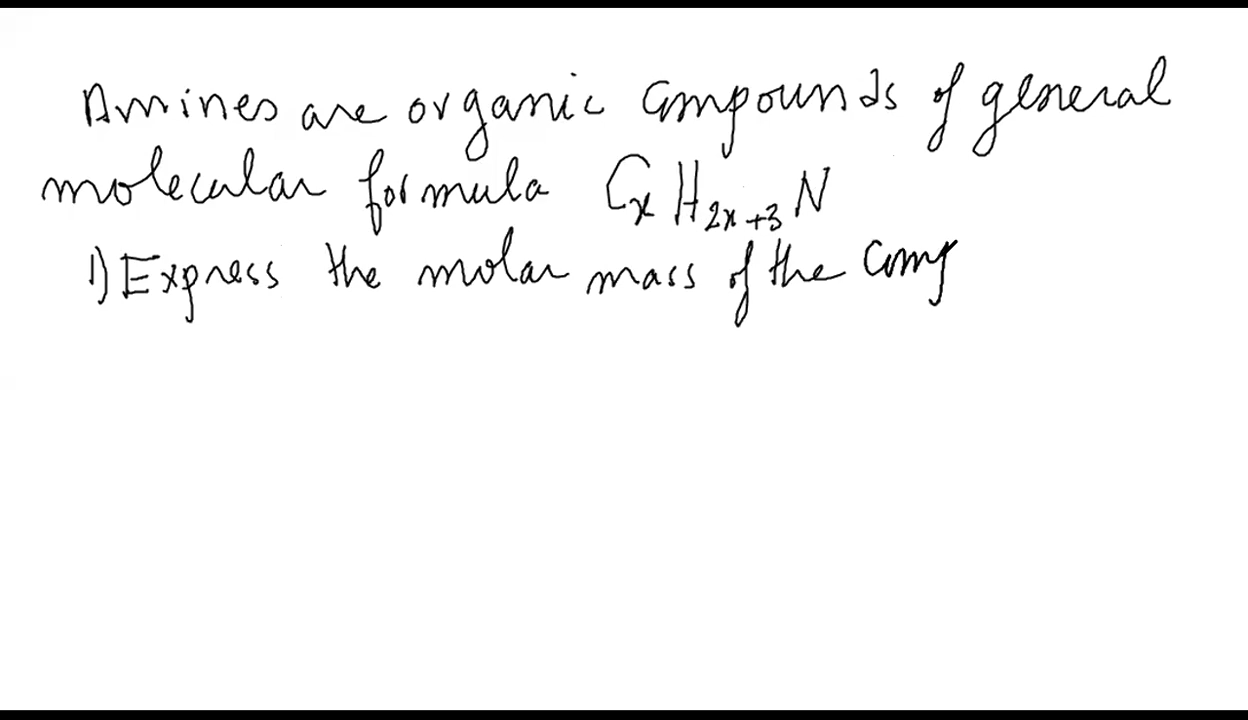 Amines are organic compounds of general
molecular formula CxH2x+3N
1) Express the molar mass of the comp